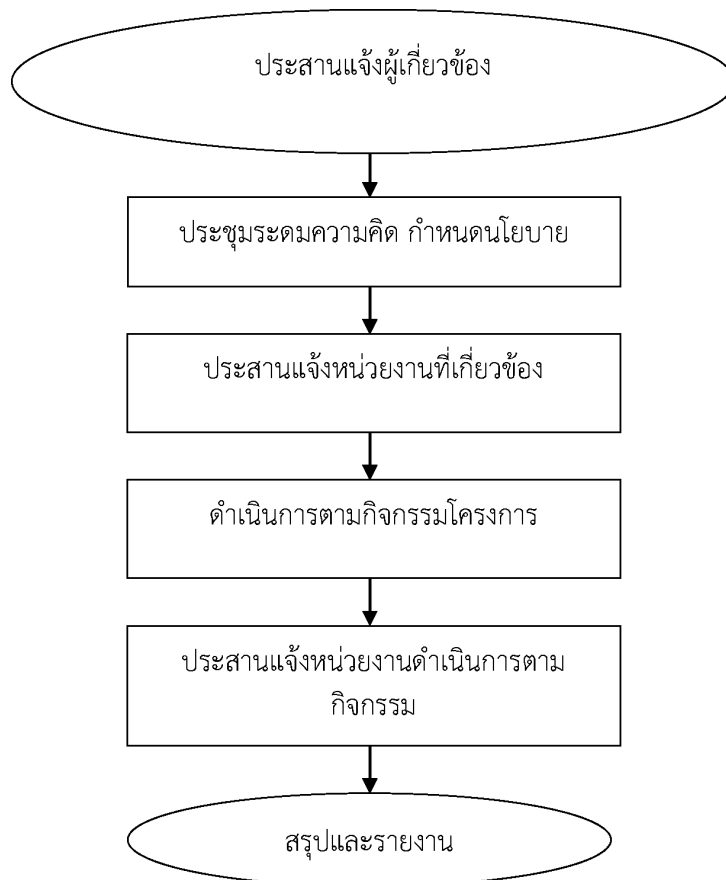 ประสานแจ้งผู้เกี่ยวข้อง
ประชุมระดมความคิด กำหนดนโยบาย
ประสานแจ้งหน่วยงานที่เกี่ยวข้อง
ดำเนินการตามกิจกรรมโครงการ
ประสานแจ้งหน่วยงานดำเนินการตาม
กิจกรรม
สรุปและรายงาน